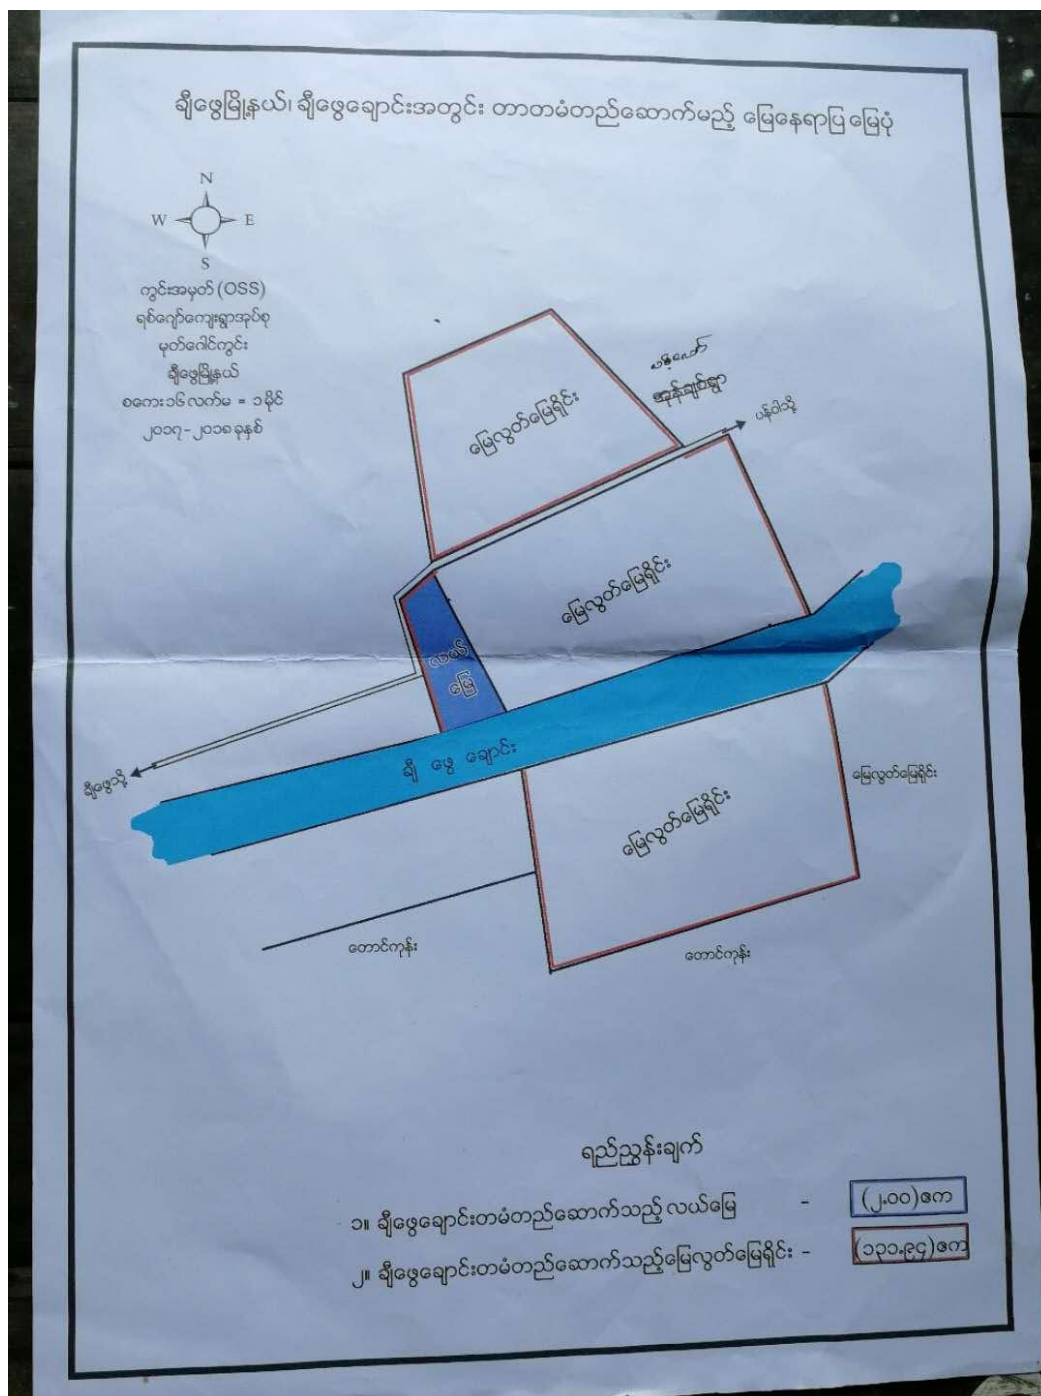 ချီဖွေမြို့နယ်၊ ချီဖွေချောင်းအတွင်း တာတမံတည်ဆောက်မည့် မြေနေရာပြ မြေပုံ
N
W E
S
ကွင်းအမှတ် (OSS)
ရစ်ဂျော်ကျေးရွာအုပ်စု
မုတ်ဂေါင်ကွင်း
ချီဖွေမြို့နယ်
စကေး ၁၆ လက်မ = ၁ မိုင်
၂၀၁၇-၂၀၁၈ ခုနှစ်
မြေလွတ်မြေရိုင်း
ပန်ဝါသို့
မြေလွတ်မြေရိုင်း
လယ်
မြေ
ချီ ဖွေ ချောင်း
ချီဖွေသို့
မြေလွတ်မြေရိုင်း
မြေလွတ်မြေရိုင်း
တောင်ကုန်း
တောင်ကုန်း
ရည်ညွှန်းချက်
၁။ ချီဖွေချောင်းတမံတည်ဆောက်သည့် လယ်မြေ - (၂.၀၀)ဧက
၂။ ချီဖွေချောင်းတမံတည်ဆောက်သည့်မြေလွတ်မြေရိုင်း - (၁၃၁.၉၄)ဧက